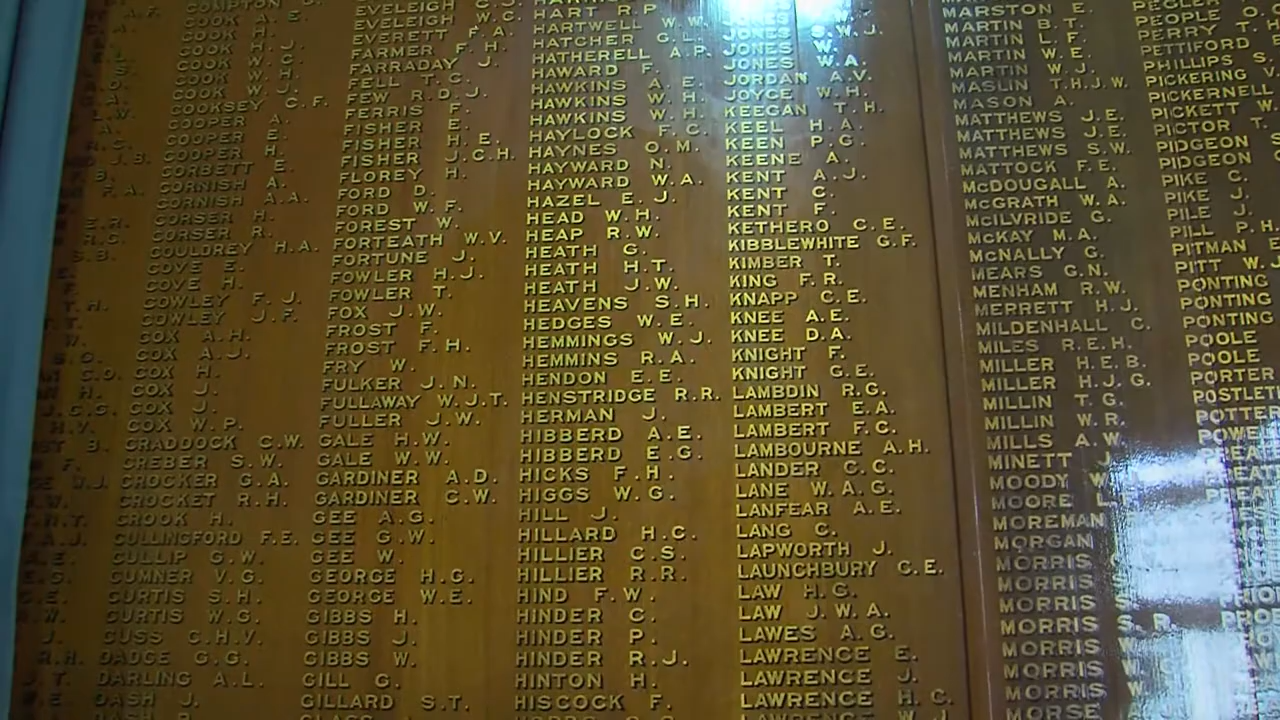 COMPTON C.
COOK A.E.
COOK H.
COOK H.J.
COOK W.C.
COOK W.H.
COOK W.J.
COOKSEY C.F.
COOPER A.
COOPER E.
COOPER H.
CORBETT E.
CORNISH A.
CORNISH A.A.
CORSER H.
CORSER R.
COULDREY H.A.
COVE E.
COVE H.
COWLEY F.J.
COWLEY J.F.
COX A.H.
COX A.J.
COX H.
COX J.
COX J.
COX W.P.
CRADDOCK C.W.
CREBER S.W.
CROCKER G.A.
CROCKET R.H.
CROOK H.
CULLINGFORD F.E.
CULLIP G.W.
CUMNER V.G.
CURTIS S.H.
CURTIS W.G.
CUSS C.H.V.
DADGE G.G.
DARLING A.L.
DASH J.
EVELEIGH C.J.
EVELEIGH W.C.
EVERETT F.A.
FARMER F.H.
FARRADAY J.
FELL T.C.
FEW R.D.J.
FERRIS F.
FISHER E.
FISHER H.E.
FISHER J.C.H.
FLOREY H.
FORD D.
FORD W.F.
FOREST W.
FORTEATH W.V.
FORTUNE J.
FOWLER H.J.
FOWLER T.
FOX J.W.
FROST F.
FROST F.H.
FRY W.
FULKER J.N.
FULLAWAY W.J.T.
FULLER J.W.
GALE H.W.
GALE W.W.
GARDINER A.D.
GARDINER C.W.
GEE A.G.
GEE G.W.
GEE W.
GEORGE H.G.
GEORGE W.E.
GIBBS H.
GIBBS J.
GIBBS W.
GILL G.
GILLARD S.T.
HART R.P.
HARTWELL W.W.
HATCHER G.L.
HATHERELL A.P.
HAWARD F.
HAWKINS A.E.
HAWKINS W.H.
HAWKINS W.H.
HAYLOCK F.C.
HAYNES O.M.
HAYWARD N.
HAYWARD W.A.
HAZEL E.J.
HEAD W.H.
HEAP R.W.
HEATH G.
HEATH H.T.
HEATH J.W.
HEAVENS S.H.
HEDGES W.E.
HEMMINGS W.J.
HEMMINS R.A.
HENDON E.E.
HENSTRIDGE R.R.
HERMAN J.
HIBBERD A.E.
HIBBERD E.G.
HICKS F.H.
HIGGS W.G.
HILL J.
HILLARD H.C.
HILLIER C.S.
HILLIER R.R.
HIND F.W.
HINDER C.
HINDER P.
HINDER R.J.
HINTON H.
HISCOCK F.
JONES S.W.J.
JONES W.
JONES W.A
JORDAN A.V.
JOYCE W.H.
KEEGAN T.H.
KEEL H.A.
KEEN P.G.
KEENE A.
KENT A.J.
KENT C.
KENT F.
KETHERO C.E.
KIBBLEWHITE G.F.
KIMBER T.
KING F.R.
KNAPP C.E.
KNEE A.E.
KNEE D.A.
KNIGHT F.
KNIGHT G.E.
LAMBDIN R.G.
LAMBERT E.A.
LAMBERT F.C.
LAMBOURNE A.H.
LANDER C.C.
LANE W.A.G.
LANFEAR A.E.
LANG C.
LAPWORTH J.
LAUNCHBURY C.E.
LAW H.G.
LAW J.W.A.
LAWES A.G.
LAWRENCE E.
LAWRENCE J.
LAWRENCE H.C.
LAWRENCE W.J.
MARSTON E.
MARTIN B.T.
MARTIN L.F.
MARTIN W.E.
MARTIN W.J.
MASLIN T.H.J.W.
MASON A.
MATTHEWS J.E.
MATTHEWS S.W.
MATTOCK F.E.
McDOUGALL A.
McGRATH W.A.
McILVRIDE G.
McKAY M.A.
McNALLY G.
MEARS G.N.
MENHAM R.W.
MERRETT H.J.
MILDENHALL C.
MILES R.E.H.
MILLER H.E.B.
MILLER H.J.G.
MILLIN T.G.
MILLIN W.R.
MILLS A.W.
MINETT J.
MOODY W.
MOORE L.E.
MOREMAN
MORGAN
MORRIS
MORRIS
MORRIS S.
MORRIS S.R.
MORRIS W.
MORRIS W.
MORRIS W.
MORSE
PEGLER
PEOPLE O.
PERRY T.
PETTIFORD
PHILLIPS S.
PICKERING V.
PICKERNELL
PICKETT W.
PICTOR T.
PIDGEON S
PIDGEON
PIKE C.
PIKE J.
PILE J.
PILL P.H.
PITMAN E
PITT W.J
PONTING
PONTING
POOLE
POOLE
PORTER
POSTLET
POTTER
POWEL